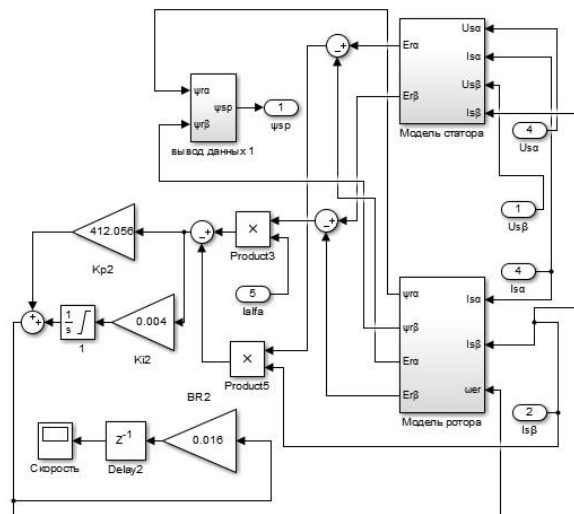 Usα
Erα
Isα
ψrα
Usβ
ψsp
1
Erβ
ψrβ
ψsp
Isβ
вывод данных 1
Модель статора
4
Usα
1
Usβ
412.056
Kp2
×
Product3
5
Ialfa
4
Isα
ψrα
Isα
ψrβ
Isβ
Erα
Erβ
ωer
Модель ротора
1
s
1
0.004
Ki2
×
Product5
BR2
2
Isβ
Скорость
Z-1
Delay2
0.016